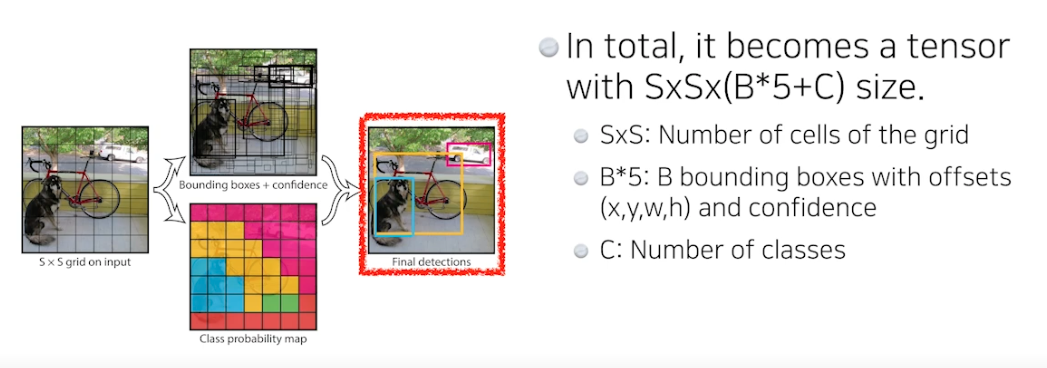 Bounding boxes + confidence
S × S grid on input
Final detections
Class probability map
In total, it becomes a tensor
with SxSx(B*5+C) size.
SxS: Number of cells of the grid
B*5: B bounding boxes with offsets
(x,y,w,h) and confidence
C: Number of classes